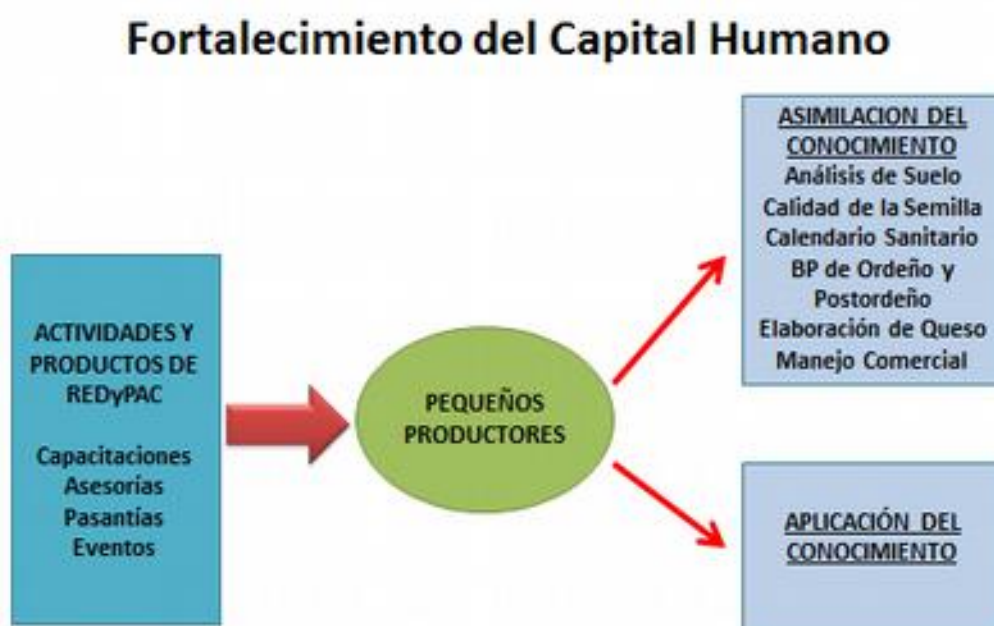 Fortalecimiento del Capital Humano
ACTIVIDADES Y
PRODUCTOS DE
REDyPAC
Capacitaciones
Asesorías
Pasantías
Eventos
PEQUEÑOS
PRODUCTORES
ASIMILACION DEL
CONOCIMIENTO
Análisis de Suelo
Calidad de la Semilla
Calendario Sanitario
BP de Ordeño y
Postordeño
Elaboración de Queso
Manejo Comercial
APLICACIÓN DEL
CONOCIMIENTO